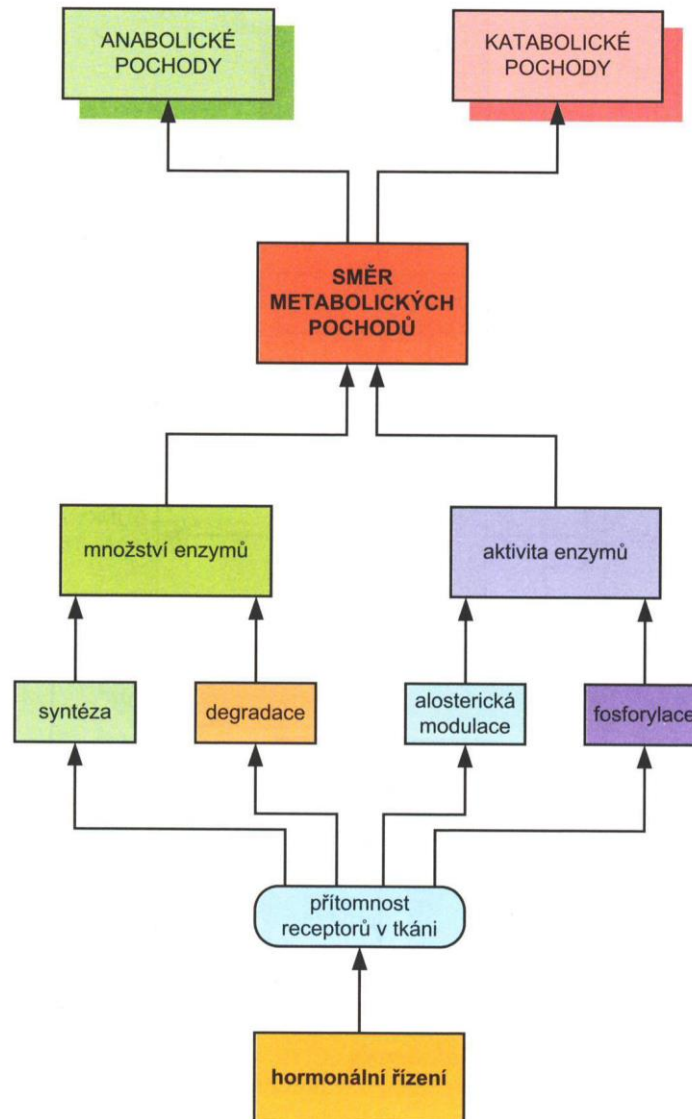 ANABOLICKÉ
POCHODY
KATABOLICKÉ
POCHODY
SMĚR
METABOLICKÝCH
POCHODŮ
množství enzymů
aktivita enzymů
syntéza
degradace
alosterická
modulace
fosforylace
přítomnost
receptorů v tkáni
hormonální řízení